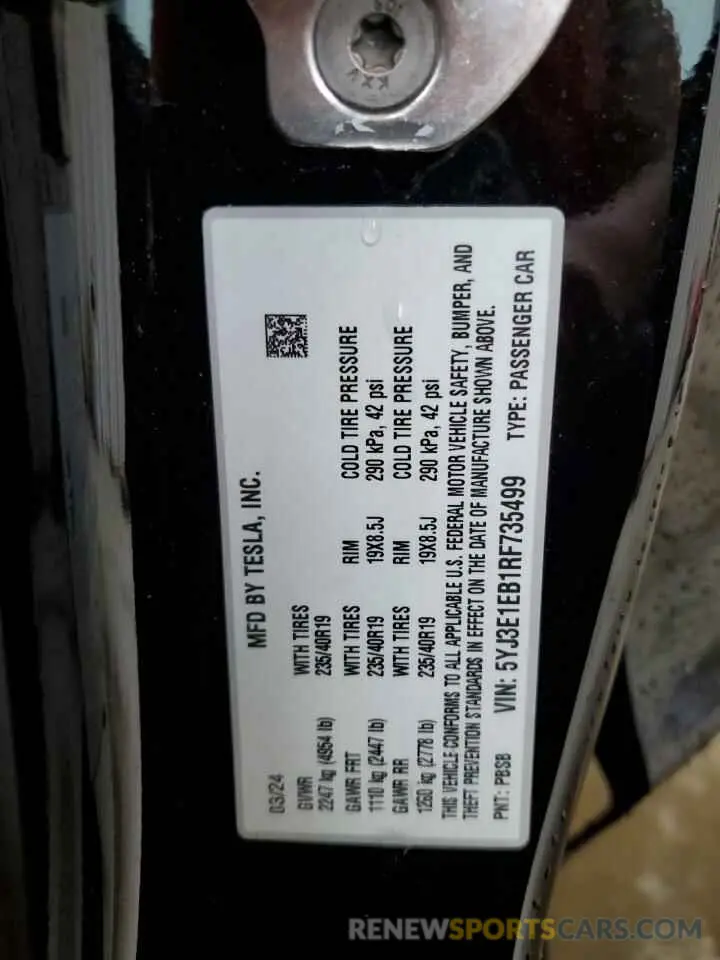 MFD BY TESLA, INC.
03/24
GVWR WITH TIRES RIM COLD TIRE PRESSURE
2247 kg (4954 lb) 235/40R19
GAWR FRT WITH TIRES RIM COLD TIRE PRESSURE
1110 kg (2447 lb) 235/40R19 19X8.5J 290 kPa, 42 psi
GAWR RR WITH TIRES RIM COLD TIRE PRESSURE
1260 kg (2778 lb) 235/40R19 19X8.5J 290 kPa, 42 psi
THIS VEHICLE CONFORMS TO ALL APPLICABLE U.S. FEDERAL MOTOR VEHICLE SAFETY, BUMPER, AND
THEFT PREVENTION STANDARDS IN EFFECT ON THE DATE OF MANUFACTURE SHOWN ABOVE.
PNT: PBSB VIN: 5YJ3E1EB1RF735499 TYPE: PASSENGER CAR
RENEWSPORTSCARS.COM